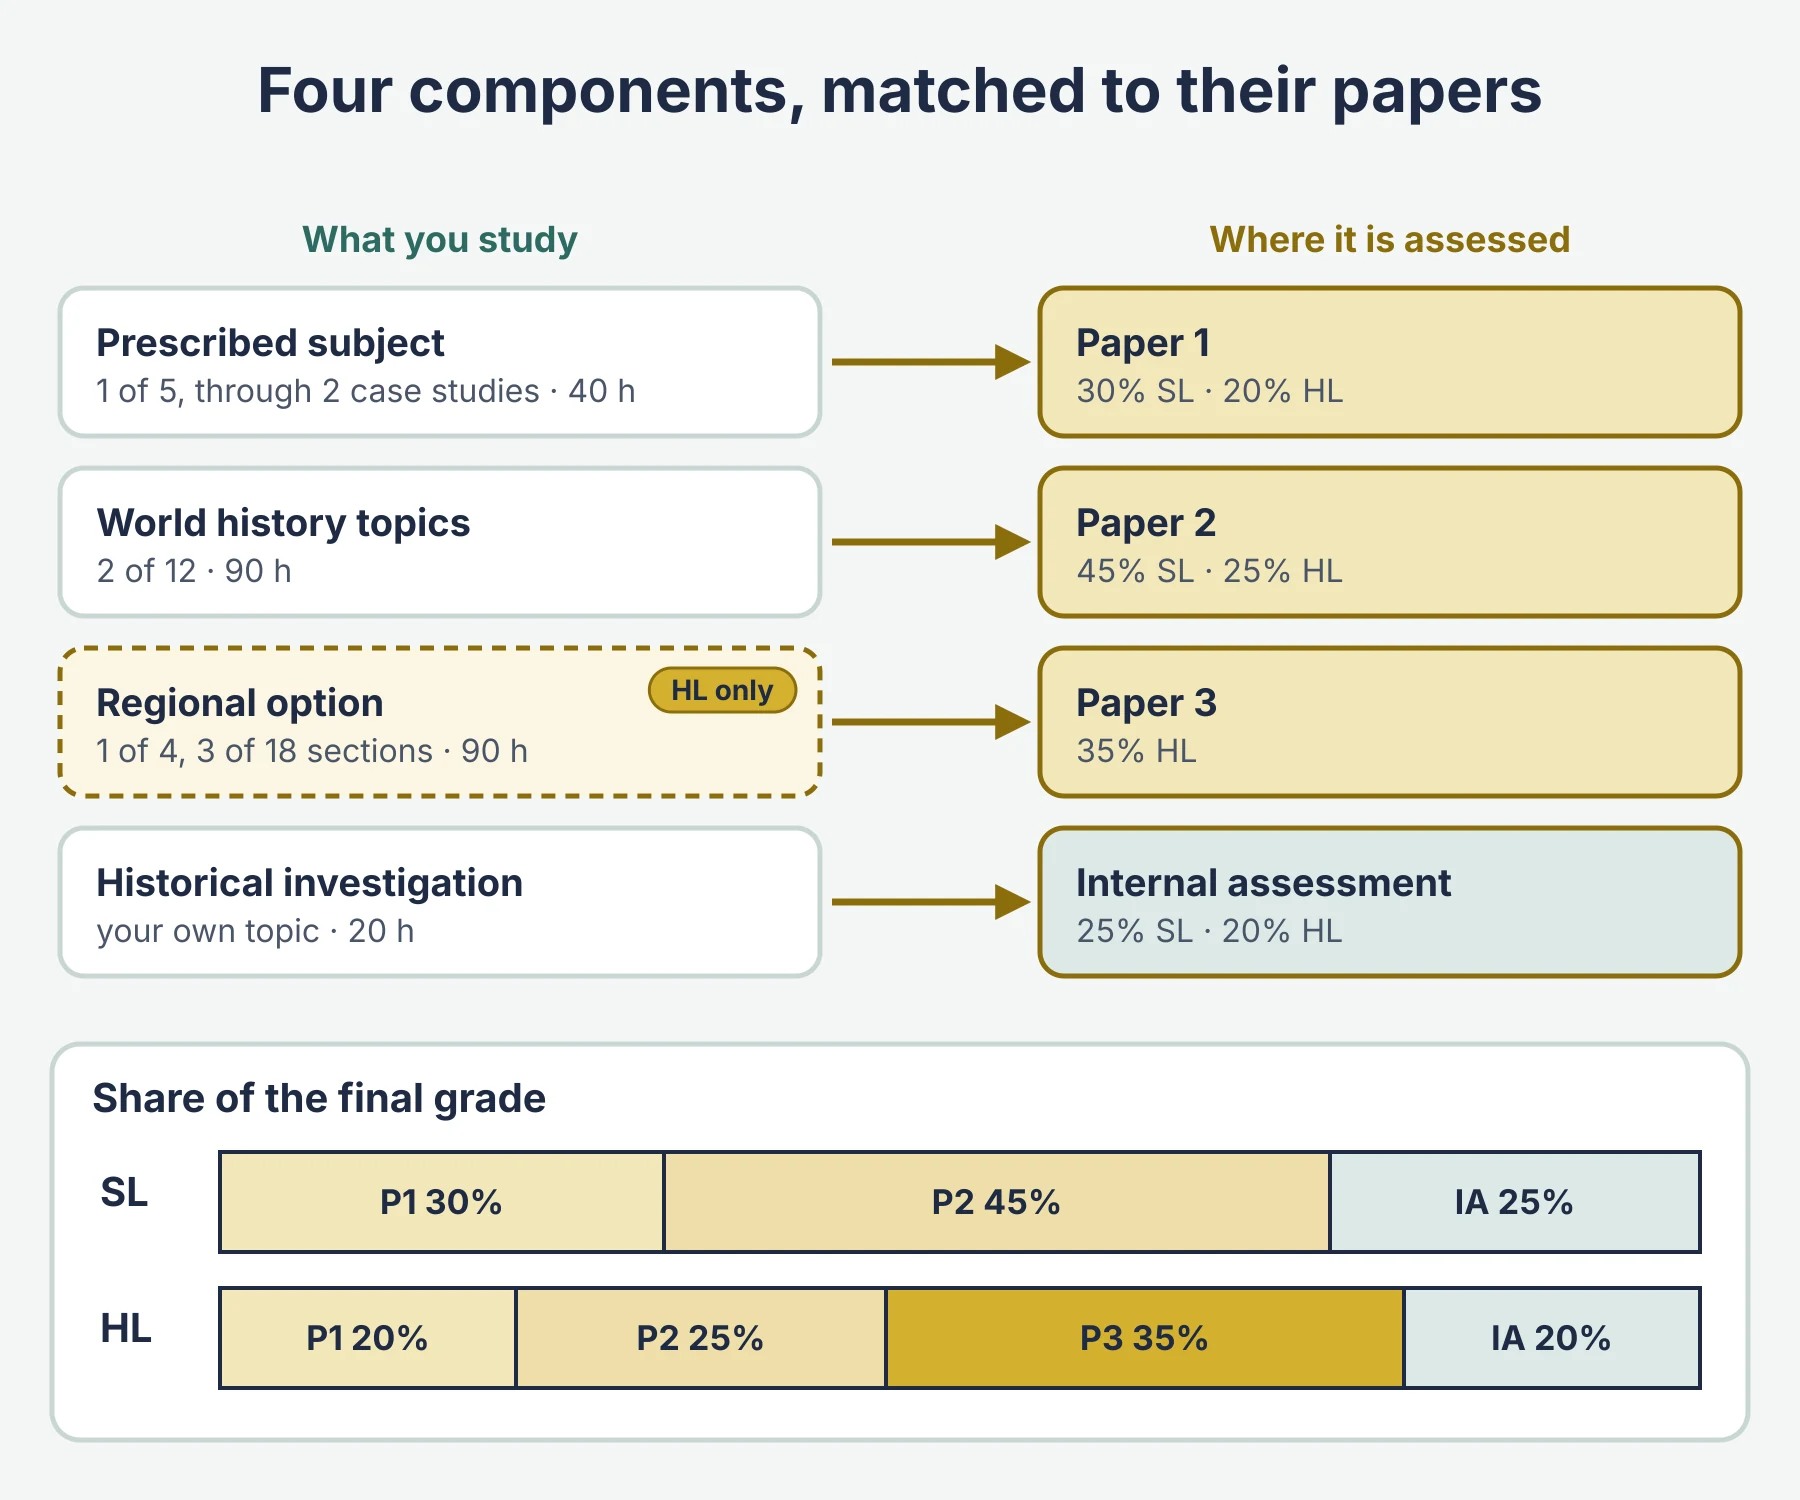 Four components, matched to their papers
What you study
Where it is assessed
Prescribed subject
1 of 5, through 2 case studies · 40 h
Paper 1
30% SL · 20% HL
World history topics
2 of 12 · 90 h
Paper 2
45% SL · 25% HL
Regional option
HL only
1 of 4, 3 of 18 sections · 90 h
Paper 3
35% HL
Historical investigation
your own topic · 20 h
Internal assessment
25% SL · 20% HL
Share of the final grade
SL
P1 30%
P2 45%
IA 25%
HL
P1 20%
P2 25%
P3 35%
IA 20%